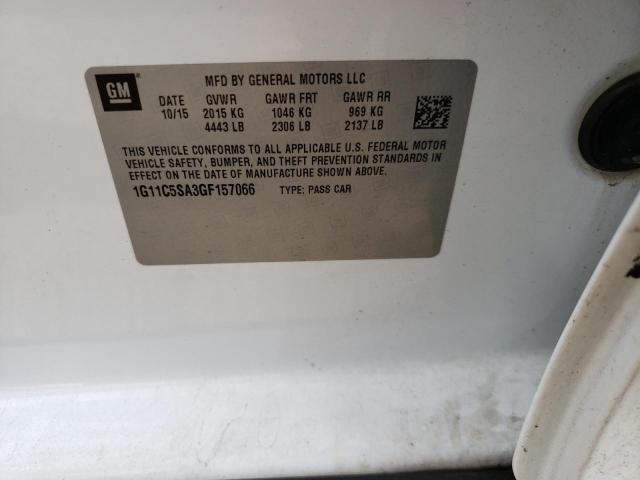 GM
MFD BY GENERAL MOTORS LLC
DATE GVWR GAWR FRT GAWR RR
10/15 2015 KG 1046 KG 969 KG
4443 LB 2306 LB 2137 LB
THIS VEHICLE CONFORMS TO ALL APPLICABLE U.S. FEDERAL MOTOR
VEHICLE SAFETY, BUMPER, AND THEFT PREVENTION STANDARDS IN
EFFECT ON THE DATE OF MANUFACTURE SHOWN ABOVE.
1G11C5SA3GF157066 TYPE: PASS CAR